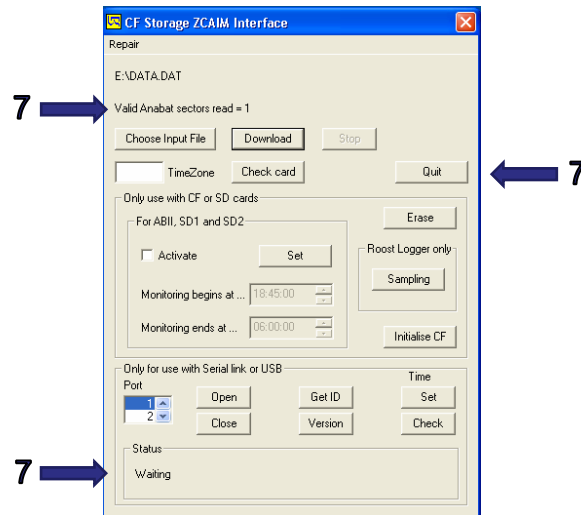 CF Storage ZCAIM Interface
Repair
E:\DATA.DAT
7
Valid Anabat sectors read = 1
Choose Input File Download Stop
TimeZone Check card Quit
7
Only use with CF or SD cards
Erase
For ABII, SD1 and SD2
Activate Set
Roost Logger only
Sampling
Monitoring begins at ... 18:45:00
Monitoring ends at ... 06:00:00
Initialise CF
Only for use with Serial link or USB
Port Time
1 Open Get ID Set
2 Close Version Check
Status
7 Waiting